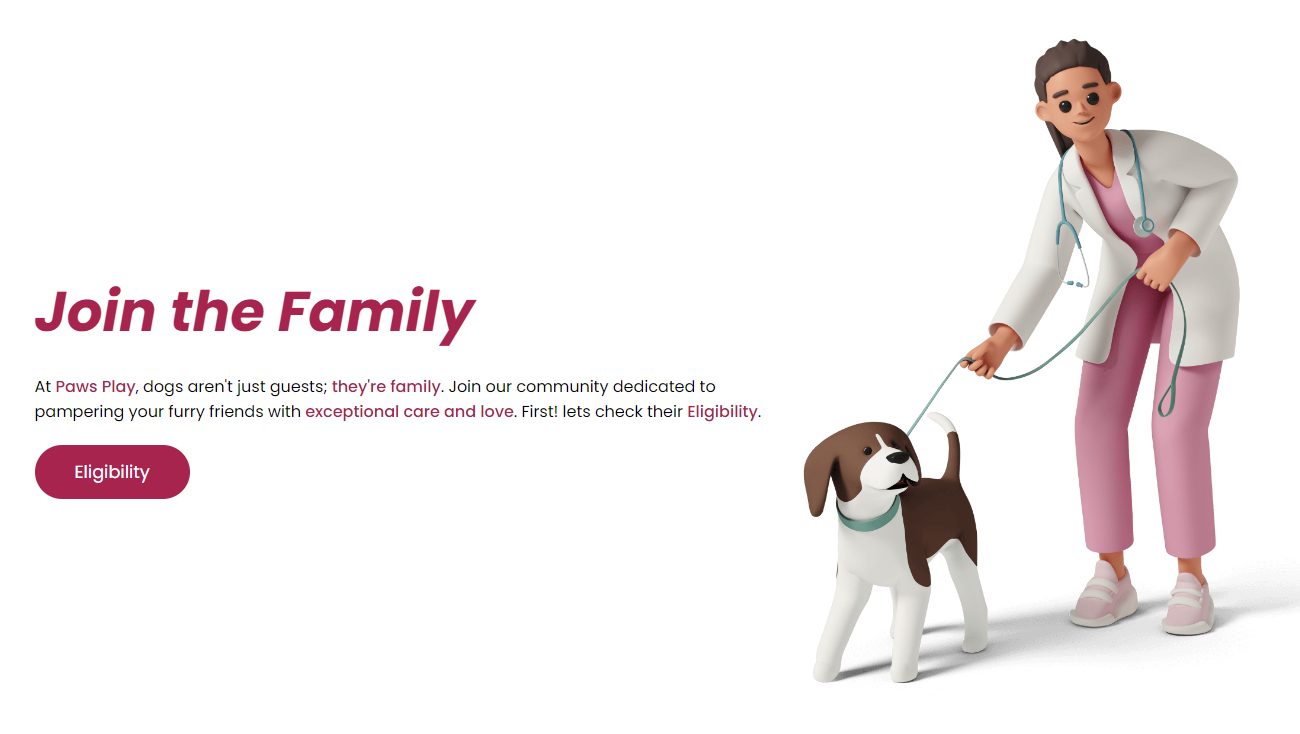 Join the Family
At Paws Play, dogs aren't just guests; they're family. Join our community dedicated to
pampering your furry friends with exceptional care and love. First! lets check their Eligibility.
Eligibility